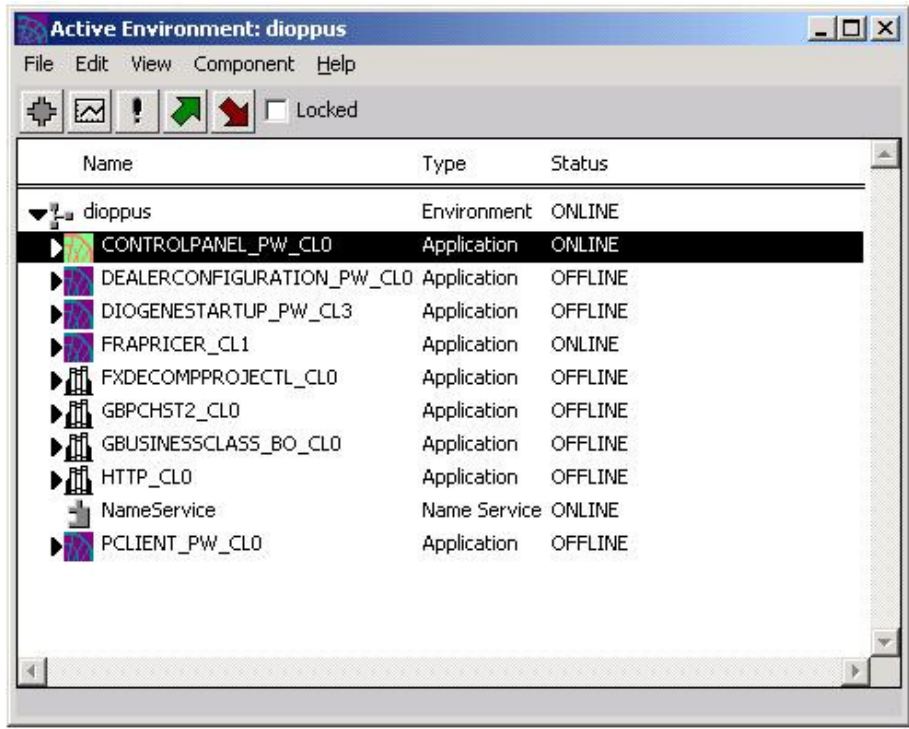 Active Environment: dioppus
File Edit View Component Help
Locked
Name Type Status
dioppus Environment ONLINE
CONTROLPANEL_PW_CL0 Application ONLINE
DEALERCONFIGURATION_PW_CL0 Application OFFLINE
DIOGENESTARTUP_PW_CL3 Application OFFLINE
FRAPRICER_CL1 Application ONLINE
FXDECOMPPROJECTL_CL0 Application OFFLINE
GBPCHST2_CL0 Application OFFLINE
GBUSINESSCLASS_BO_CL0 Application OFFLINE
HTTP_CL0 Application OFFLINE
NameService Name Service ONLINE
PCLIENT_PW_CL0 Application OFFLINE